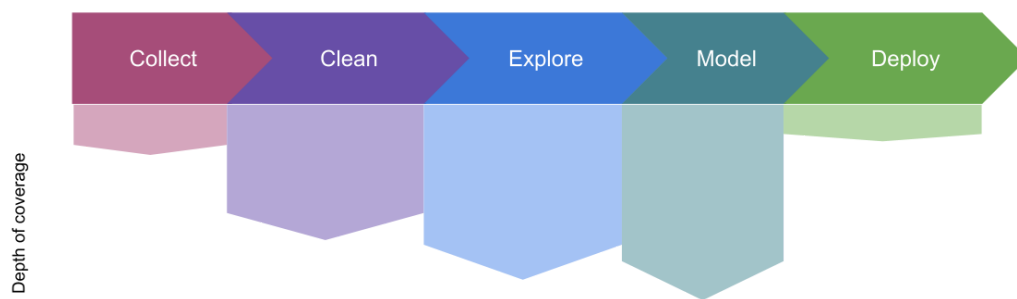 Collect
Clean
Explore
Model
Deploy
Depth of coverage